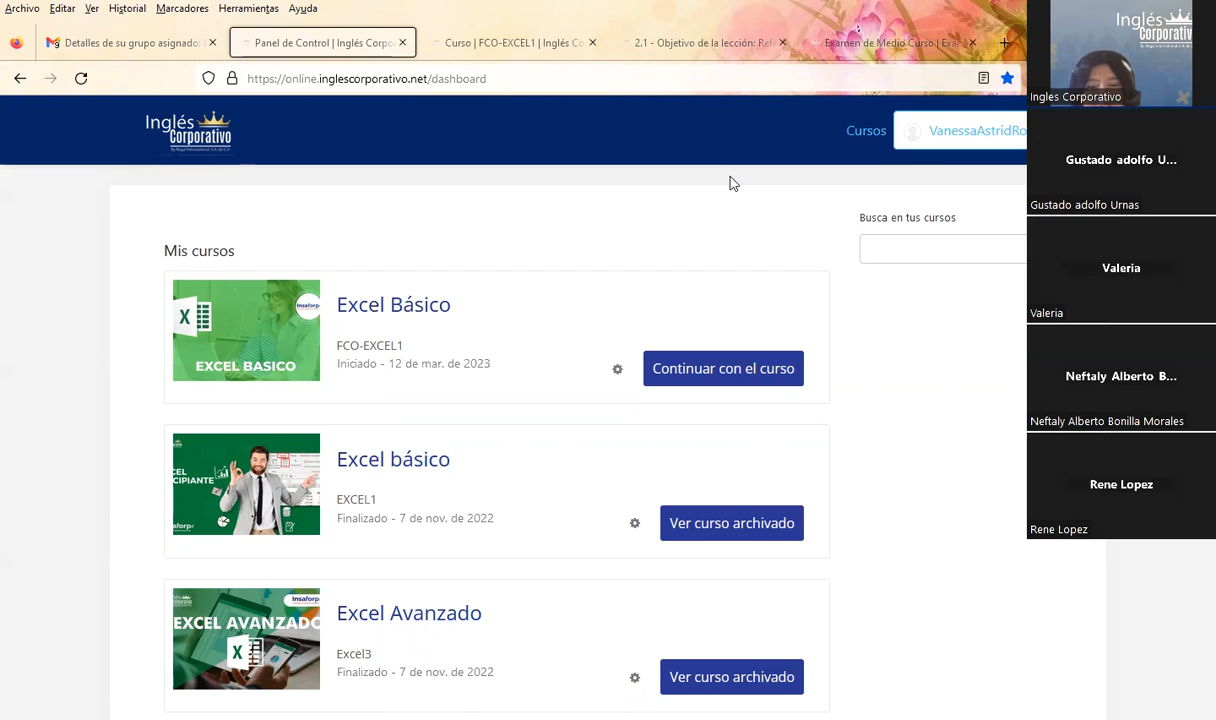 Archivo Editar Ver Historial Marcadores Herramientas Ayuda
Detalles de su grupo asignado:
Panel de Control | Inglés Corpo
Curso | FCO-EXCEL1 | Inglés Co
2.1 - Objetivo de la lección: Refe
Examen de Medio Curso | Exa
https://online.inglescorporativo.net/dashboard
Inglés
Corporativo
Cursos
VanessaAstridRo
Busca en tus cursos
Mis cursos
Insaforp
EXCEL BASICO
Excel Básico
FCO-EXCEL1
Iniciado - 12 de mar. de 2023
Continuar con el curso
Excel básico
EXCEL1
Finalizado - 7 de nov. de 2022
Ver curso archivado
Insaforp
EXCEL AVANZADO
Excel Avanzado
Excel3
Finalizado - 7 de nov. de 2022
Ver curso archivado
Inglés
Corporativo
Ingles Corporativo
Gustado adolfo U...
Gustado adolfo Urnas
Valeria
Valeria
Neftaly Alberto B...
Neftaly Alberto Bonilla Morales
Rene Lopez
Rene Lopez